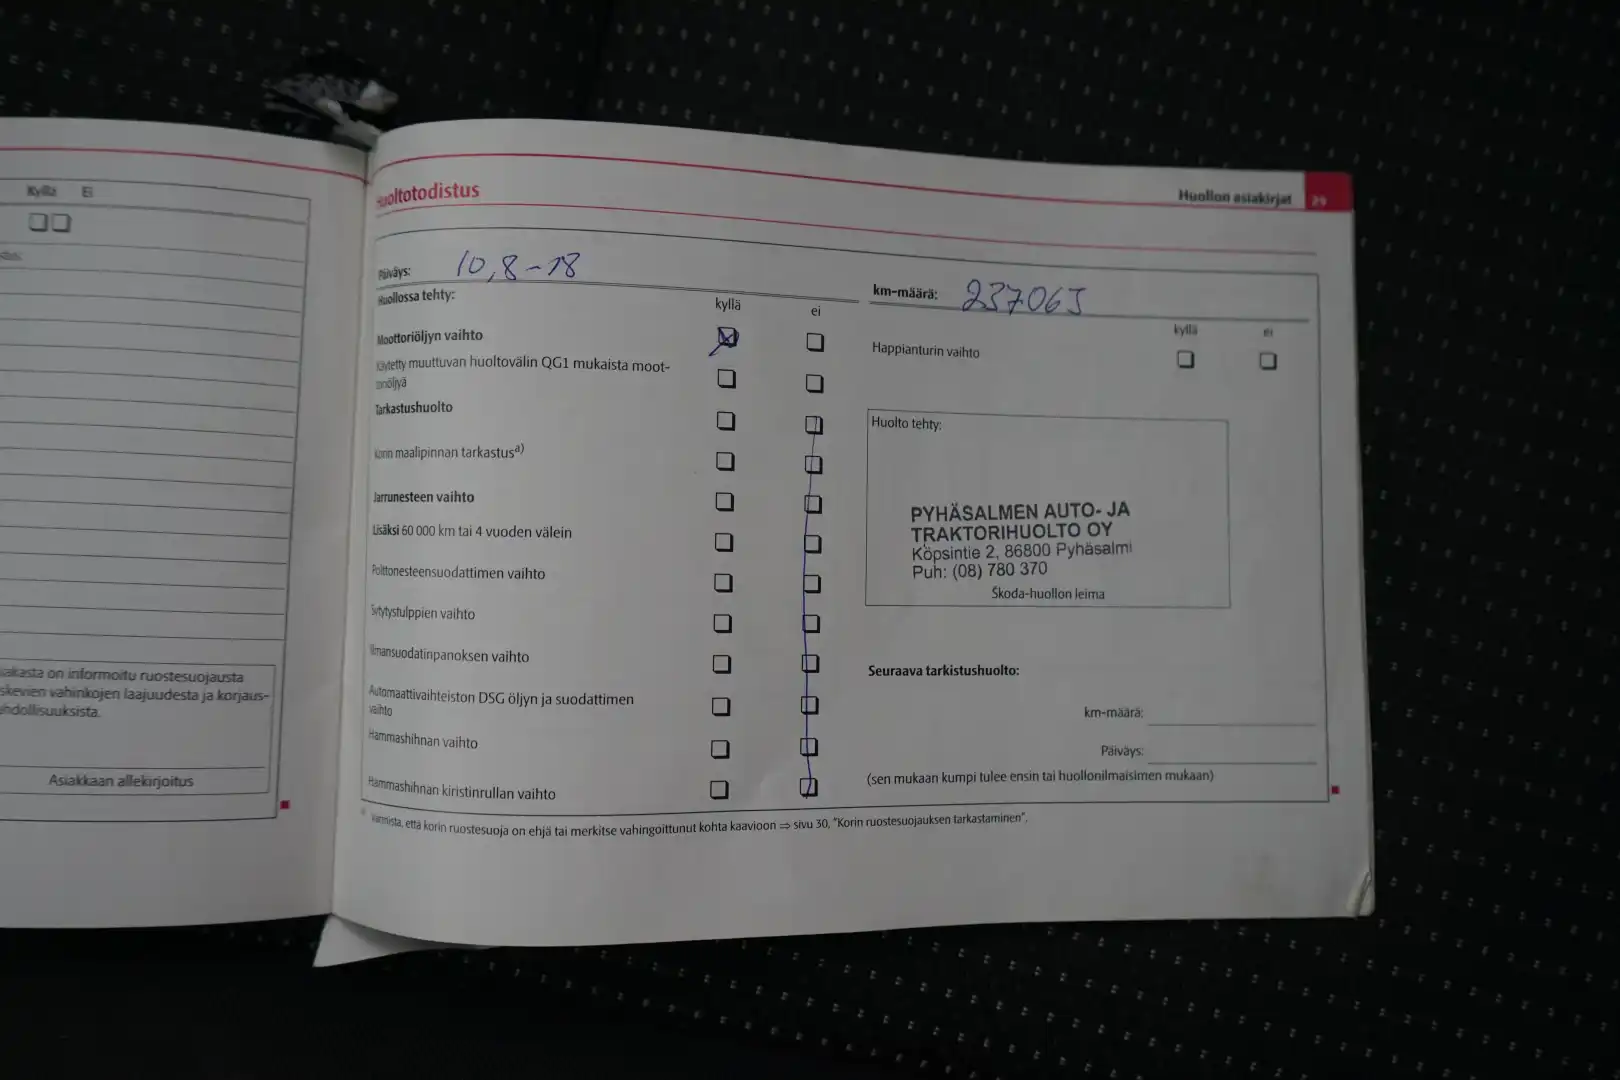 Kyllä Ei
akasta on informoitu ruostesuojausta
skevien vahinkojen laajuudesta ja korjaus-
ahdollisuuksista.
Asiakkaan allekirjoitus
Huollon asiakirjat 29
uoltotodistus
Päiväys: 10,8-18
km-määrä: 237063
Huollossa tehty:
kyllä ei
Moottoriöljyn vaihto
Käytetty muuttuvan huoltovälin QG1 mukaista moot-
toriöljyä
Tarkastushuolto
Korin maalipinnan tarkastus a)
Jarrunesteen vaihto
Lisäksi 60 000 km tai 4 vuoden välein
Polttonesteensuodattimen vaihto
Sytytystulppien vaihto
Ilmansuodatinpanoksen vaihto
Automaattivaihteiston DSG öljyn ja suodattimen
vaihto
Hammashihnan vaihto
Hammashihnan kiristinrullan vaihto
kyllä ei
Happianturin vaihto
Huolto tehty:
PYHÄSALMEN AUTO- JA
TRAKTORIHUOLTO OY
Köpsintie 2, 86800 Pyhäsalmi
Puh: (08) 780 370
Škoda-huollon leima
Seuraava tarkistushuolto:
km-määrä:
Päiväys:
(sen mukaan kumpi tulee ensin tai huollonilmaisimen mukaan)
a) Varmista, että korin ruostesuoja on ehjä tai merkitse vahingoittunut kohta kaavioon ⇒ sivu 30, "Korin ruostesuojauksen tarkastaminen".